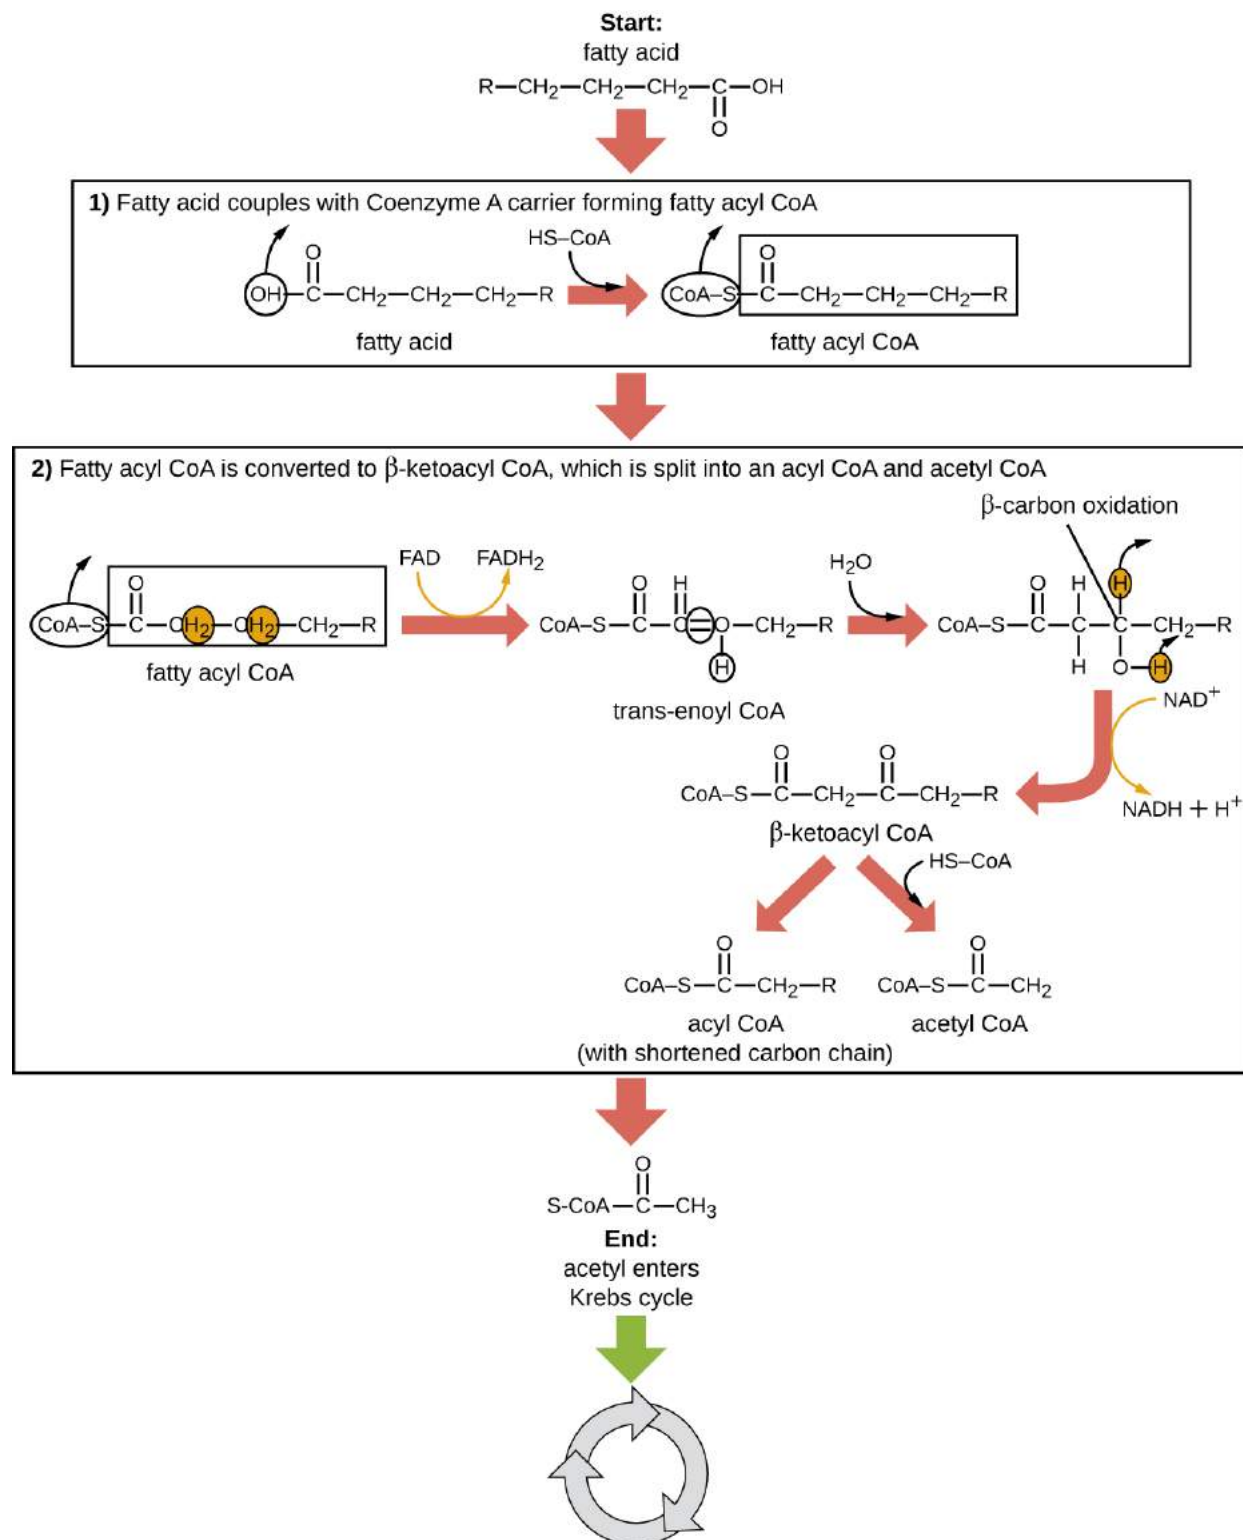 Start:
fatty acid
R—CH₂—CH₂—CH₂—C—OH
O
1) Fatty acid couples with Coenzyme A carrier forming fatty acyl CoA
O
OH—C—CH₂—CH₂—CH₂—R
fatty acid
HS–CoA
O
CoA–S—C—CH₂—CH₂—CH₂—R
fatty acyl CoA
2) Fatty acyl CoA is converted to β-ketoacyl CoA, which is split into an acyl CoA and acetyl CoA
O
CoA–S—C—CH₂—CH₂—CH₂—R
fatty acyl CoA
FAD FADH₂
O H
CoA–S—C—C=C—CH₂—R
H
trans-enoyl CoA
H₂O
β-carbon oxidation
O H H
CoA–S—C—C—C—CH₂—R
H O—H
NAD⁺
NADH + H⁺
O O
CoA–S—C—CH₂—C—CH₂—R
β-ketoacyl CoA
HS–CoA
O
CoA–S—C—CH₂—R
acyl CoA
(with shortened carbon chain)
O
CoA–S—C—CH₂
acetyl CoA
O
S-CoA—C—CH₃
End:
acetyl enters
Krebs cycle